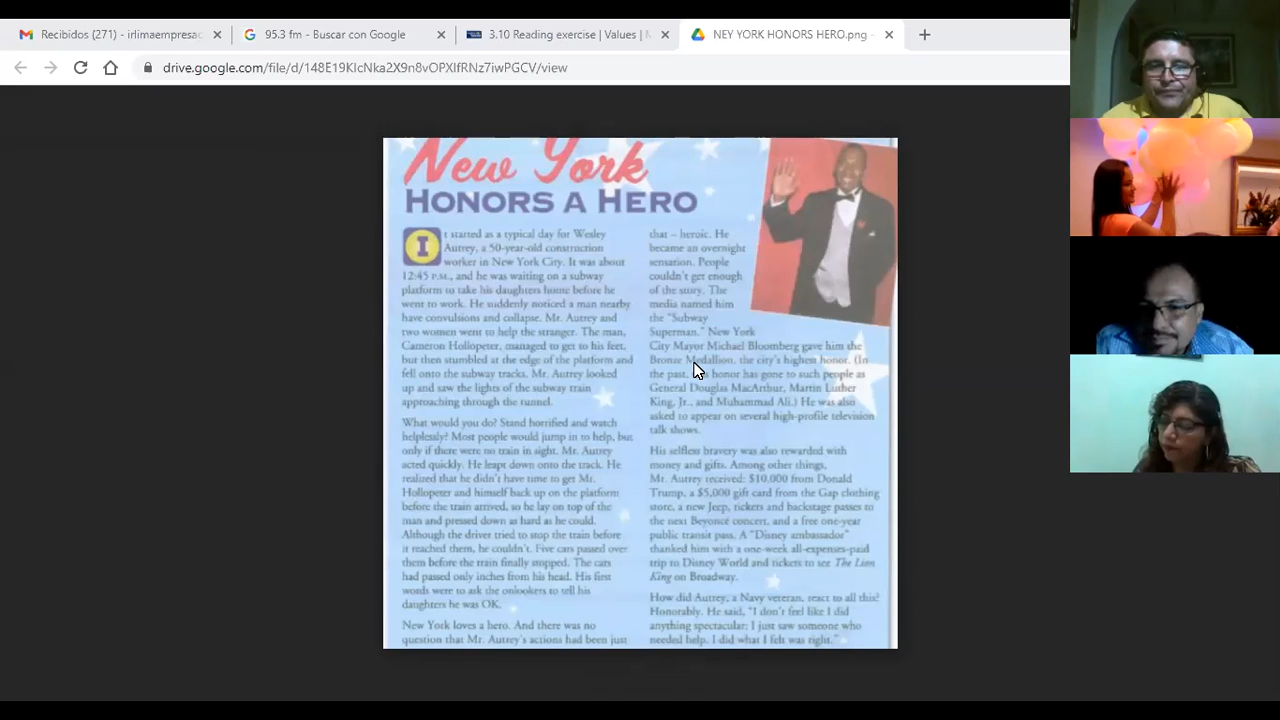 Recibidos (271) - irlimaempresac
95.3 fm - Buscar con Google
3.10 Reading exercise | Values | M
NEY YORK HONORS HERO.png -
drive.google.com/file/d/148E19KIcNka2X9n8vOPXlfRNz7iwPGCV/view
New York
HONORS A HERO
It started as a typical day for Wesley
Autrey, a 50-year-old construction
worker in New York City. It was about
12:45 P.M., and he was waiting on a subway
platform to take his daughters home before he
went to work. He suddenly noticed a man nearby
have convulsions and collapse. Mr. Autrey and
two women went to help the stranger. The man,
Cameron Hollopeter, managed to get to his feet,
but then stumbled at the edge of the platform and
fell onto the subway tracks. Mr. Autrey looked
up and saw the lights of the subway train
approaching through the tunnel.
What would you do? Stand horrified and watch
helplessly? Most people would jump in to help, but
only if there were no train in sight. Mr. Autrey
acted quickly. He leapt down onto the track. He
realized that he didn't have time to get Mr.
Hollopeter and himself back up on the platform
before the train arrived, so he lay on top of the
man and pressed down as hard as he could.
Although the driver tried to stop the train before
it reached them, he couldn't. Five cars passed over
them before the train finally stopped. The cars
had passed only inches from his head. His first
words were to ask the onlookers to tell his
daughters he was OK.
New York loves a hero. And there was no
question that Mr. Autrey's actions had been just
that – heroic. He
became an overnight
sensation. People
couldn't get enough
of the story. The
media named him
the "Subway
Superman." New York
City Mayor Michael Bloomberg gave him the
Bronze Medallion, the city's highest honor. (In
the past, honor has gone to such people as
General Douglas MacArthur, Martin Luther
King, Jr., and Muhammad Ali.) He was also
asked to appear on several high-profile television
talk shows.
His selfless bravery was also rewarded with
money and gifts. Among other things,
Mr. Autrey received: $10,000 from Donald
Trump, a $5,000 gift card from the Gap clothing
store, a new Jeep, tickets and backstage passes to
the next Beyoncé concert, and a free one-year
public transit pass. A "Disney ambassador"
thanked him with a one-week all-expenses-paid
trip to Disney World and tickets to see The Lion
King on Broadway.
How did Autrey, a Navy veteran, react to all this?
Honorably. He said, "I don't feel like I did
anything spectacular; I just saw someone who
needed help. I did what I felt was right."